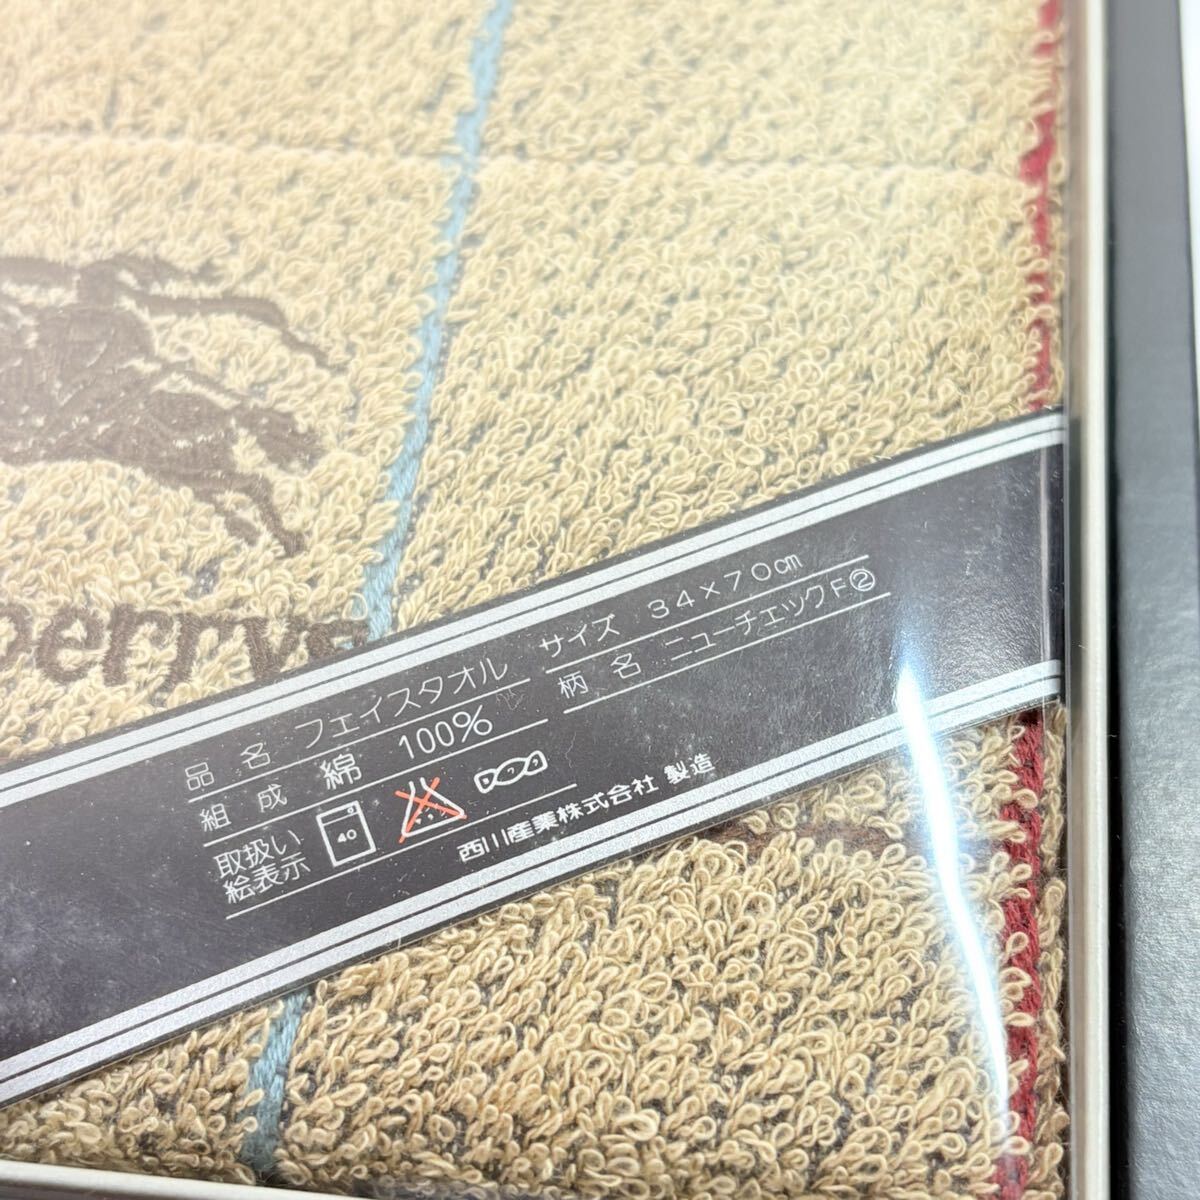 berrys
品名 フェイスタオル サイズ 34×70㎝
組成 綿 100% 柄名 ニューチェックF②
取扱い
絵表示
40
西川産業株式会社 製造